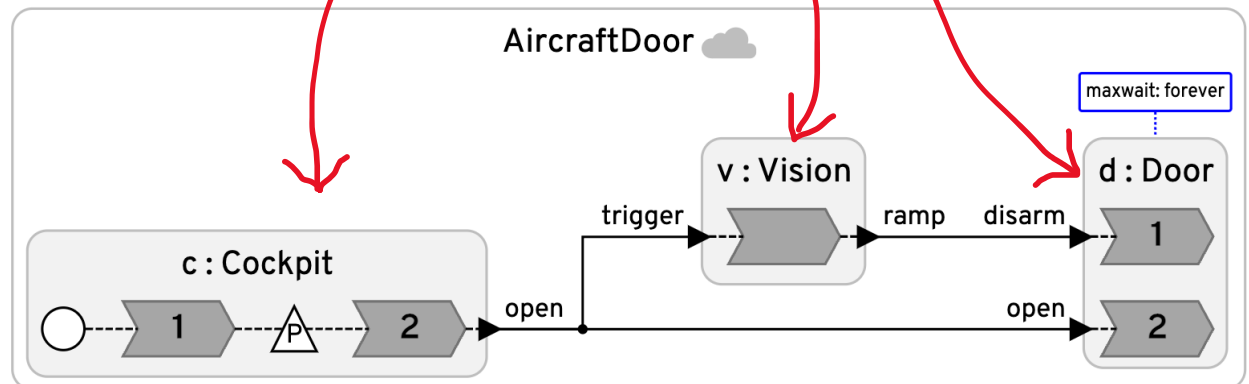 AircraftDoor
maxwait: forever
v : Vision
d : Door
trigger
ramp
disarm
1
c : Cockpit
1
P
2
open
open
2